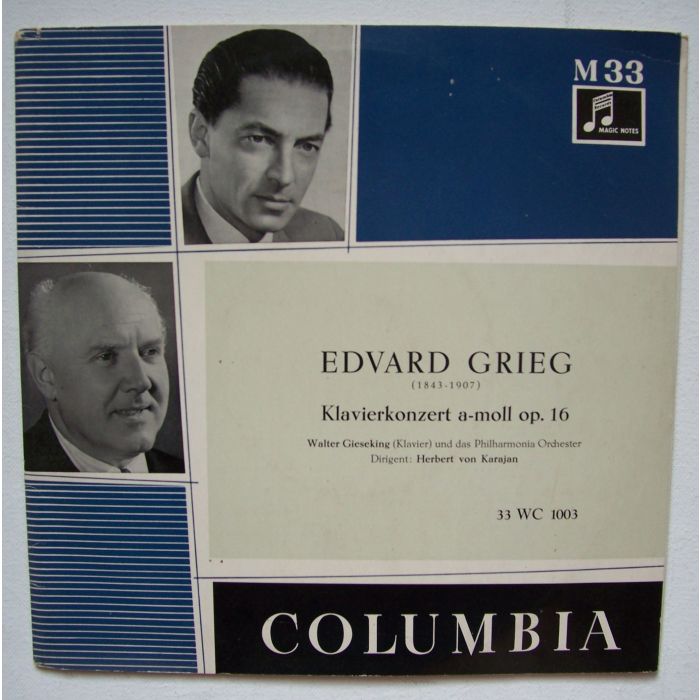 M 33
MAGIC NOTES
EDVARD GRIEG
(1843-1907)
Klavierkonzert a-moll op. 16
Walter Gieseking (Klavier) und das Philharmonia Orchester
Dirigent: Herbert von Karajan
33 WC 1003
COLUMBIA